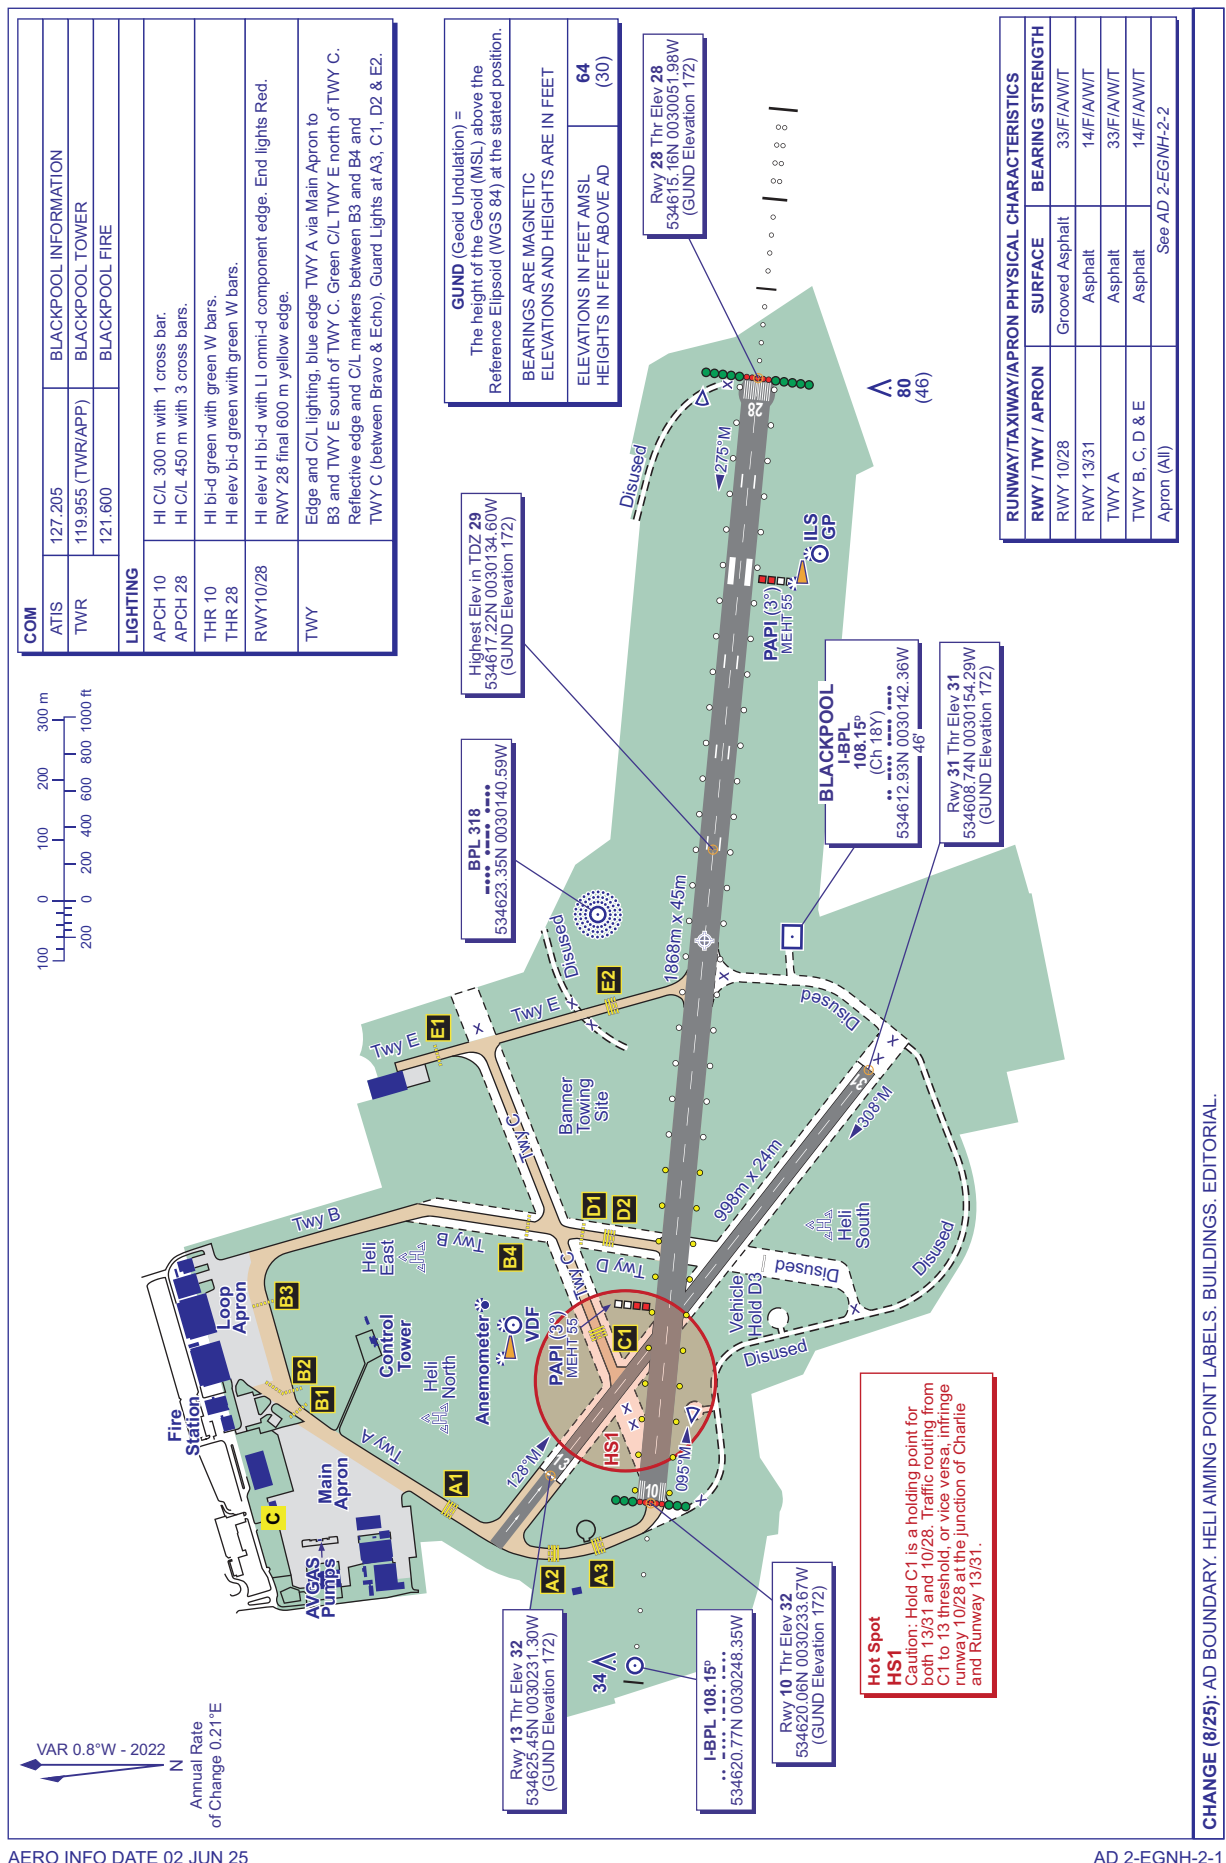 COM
ATIS 127.205 BLACKPOOL INFORMATION
TWR 119.955 (TWR/APP) BLACKPOOL TOWER
121.600 BLACKPOOL FIRE
LIGHTING
APCH 10 HI C/L 300 m with 1 cross bar.
APCH 28 HI C/L 450 m with 3 cross bars.
THR 10 HI bi-d green with green W bars.
THR 28 HI elev bi-d green with green W bars.
RWY10/28 HI elev HI bi-d with LI omni-d component edge. End lights Red.
RWY 28 final 600 m yellow edge.
TWY Edge and C/L lighting, blue edge TWY A via Main Apron to
B3 and TWY E south of TWY C. Green C/L TWY E north of TWY C.
Reflective edge and C/L markers between B3 and B4 and
TWY C (between Bravo & Echo). Guard Lights at A3, C1, D2 & E2.
GUND (Geoid Undulation) =
The height of the Geoid (MSL) above the
Reference Elipsoid (WGS 84) at the stated position.
BEARINGS ARE MAGNETIC
ELEVATIONS AND HEIGHTS ARE IN FEET
ELEVATIONS IN FEET AMSL 64
HEIGHTS IN FEET ABOVE AD (30)
Rwy 28 Thr Elev 28
534615.16N 0030051.98W
(GUND Elevation 172)
RUNWAY/TAXIWAY/APRON PHYSICAL CHARACTERISTICS
RWY / TWY / APRON SURFACE BEARING STRENGTH
RWY 10/28 Grooved Asphalt 33/F/A/W/T
RWY 13/31 Asphalt 14/F/A/W/T
TWY A Asphalt 33/F/A/W/T
TWY B, C, D & E Asphalt 14/F/A/W/T
Apron (All) See AD 2-EGNH-2-2
100 0 100 200 300 m
200 0 200 400 600 800 1000 ft
Highest Elev in TDZ 29
534617.22N 0030134.60W
(GUND Elevation 172)
BPL 318
534623.35N 0030140.59W
BLACKPOOL
I-BPL
108.15ᴰ
(Ch 18Y)
534612.93N 0030142.36W
46'
Rwy 31 Thr Elev 31
534608.74N 0030154.29W
(GUND Elevation 172)
Disused
28
275°M
80
(46)
ILS
GP
PAPI (3°)
MEHT 55
1868m x 45m
Disused
E2
E1
Twy E
Twy E
Disused
Banner
Towing
Site
Twy C
31
308°M
998m x 24m
Heli
South
Disused
Disused
Vehicle
Hold D3
Disused
D1
D2
B4
Twy B
Twy B
Twy D
Twy C
Heli
East
Loop
Apron
B3
B2
B1
Control
Tower
Heli
North
Anemometer
VDF
PAPI (3°)
MEHT 55
C1
HS1
Fire
Station
Main
Apron
C
AVGAS
Pumps
Twy A
A1
A2
A3
128°M
13
10
095°M
34
Rwy 13 Thr Elev 32
534625.45N 0030231.30W
(GUND Elevation 172)
I-BPL 108.15ᴰ
534620.77N 0030248.35W
Rwy 10 Thr Elev 32
534620.06N 0030233.67W
(GUND Elevation 172)
Hot Spot
HS1
Caution: Hold C1 is a holding point for
both 13/31 and 10/28. Traffic routing from
C1 to 13 threshold, or vice versa, infringe
runway 10/28 at the junction of Charlie
and Runway 13/31.
VAR 0.8°W - 2022
N
Annual Rate
of Change 0.21°E
CHANGE (8/25): AD BOUNDARY. HELI AIMING POINT LABELS. BUILDINGS. EDITORIAL.
AERO INFO DATE 02 JUN 25
AD 2-EGNH-2-1